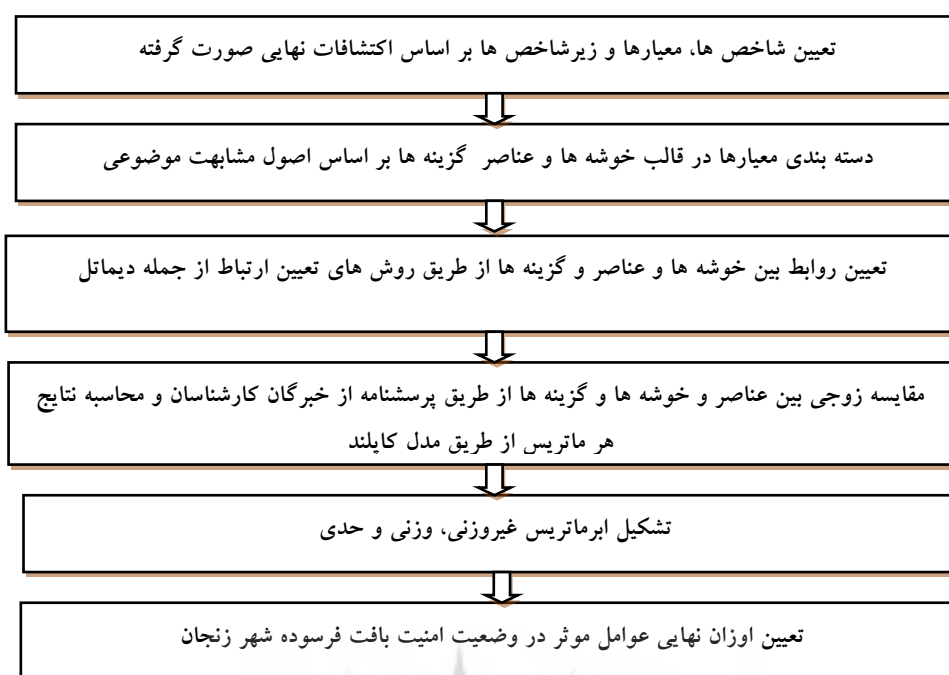 تعیین شاخص ها، معیارها و زیرشاخص ها بر اساس اکتشافات نهایی صورت گرفته
دسته بندی معیارها در قالب خوشه ها و عناصر گزینه ها بر اساس اصول مشابهت موضوعی
تعیین روابط بین خوشه ها و عناصر و گزینه ها از طریق روش های تعیین ارتباط از جمله دیماتل
مقایسه زوجی بین عناصر و خوشه ها و گزینه ها از طریق پرسشنامه از خبرگان کارشناسان و محاسبه نتایج
هر ماتریس از طریق مدل کاپلند
تشکیل ابرماتریس غیروزنی، وزنی و حدی
تعیین اوزان نهایی عوامل موثر در وضعیت امنیت بافت فرسوده شهر زنجان